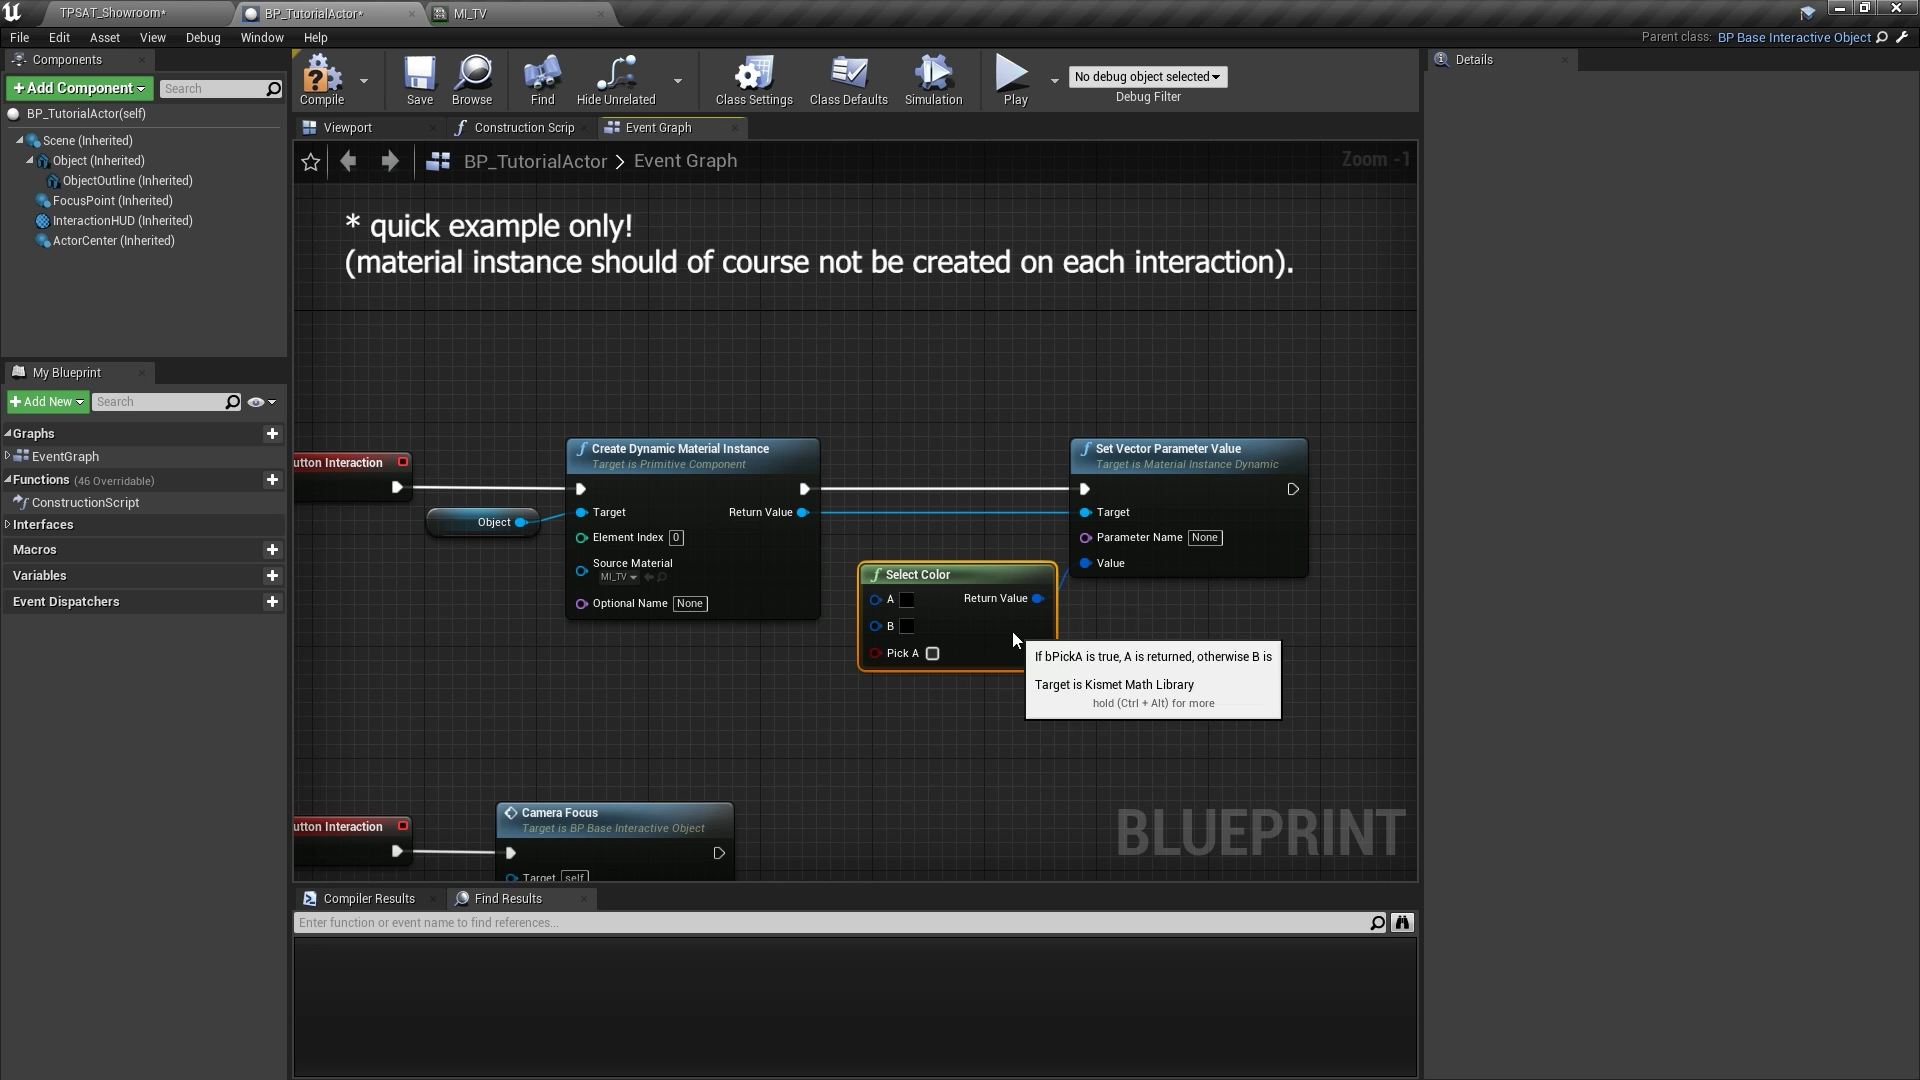 TPSAT_Showroom*
BP_TutorialActor*
MI_TV
File Edit Asset View Debug Window Help
Parent class: BP Base Interactive Object
Components
+Add Component
Search
BP_TutorialActor(self)
Scene (Inherited)
Object (Inherited)
ObjectOutline (Inherited)
FocusPoint (Inherited)
InteractionHUD (Inherited)
ActorCenter (Inherited)
My Blueprint
+Add New
Search
Graphs
EventGraph
Functions (46 Overridable)
ConstructionScript
Interfaces
Macros
Variables
Event Dispatchers
Compile
Save
Browse
Find
Hide Unrelated
Class Settings
Class Defaults
Simulation
Play
No debug object selected
Debug Filter
Viewport
Construction Scrip
Event Graph
BP_TutorialActor > Event Graph
Zoom -1
* quick example only!
(material instance should of course not be created on each interaction).
utton Interaction
Object
Create Dynamic Material Instance
Target is Primitive Component
Target
Return Value
Element Index 0
Source Material
MI_TV
Optional Name None
Select Color
A
Return Value
B
Pick A
Set Vector Parameter Value
Target is Material Instance Dynamic
Target
Parameter Name None
Value
If bPickA is true, A is returned, otherwise B is
Target is Kismet Math Library
hold (Ctrl + Alt) for more
utton Interaction
Camera Focus
Target is BP Base Interactive Object
Target self
BLUEPRINT
Compiler Results
Find Results
Enter function or event name to find references...
Details